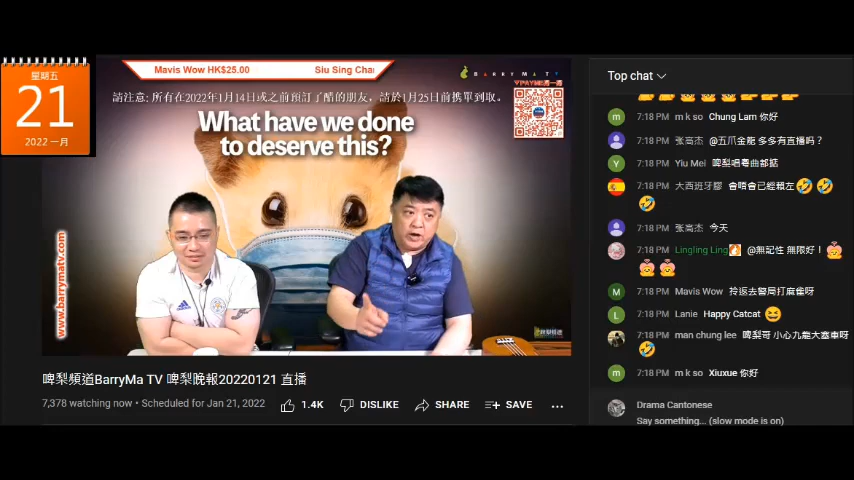 星期五
21
2022 一月
Mavis Wow HK$25.00
Siu Sing Chan
BARRYMA TV
請注意: 所有在2022年1月14日或之前預訂了醋的朋友，請於1月25日前携單到取。
What have we done
to deserve this?
www.barrymatv.com
啤梨頻道BarryMa TV 啤梨晚報20220121 直播
7,378 watching now • Scheduled for Jan 21, 2022
1.4K
DISLIKE
SHARE
SAVE
Top chat
m k so Chung Lam 你好
7:18 PM 張高杰 @五爪金龍 多多有直播吗？
7:18 PM Yiu Mei 啤梨唱粵曲都掂
7:18 PM 大西班牙膠 會唔會已經賴左
7:18 PM 張高杰 今天
7:18 PM Lingling Ling @無記性 無限好！
7:18 PM Mavis Wow 拎返去警局打麻雀呀
7:18 PM Lanie Happy Catcat
7:18 PM man chung lee 啤梨哥 小心九龍大塞車呀
7:18 PM m k so Xiuxue 你好
Drama Cantonese
Say something... (slow mode is on)